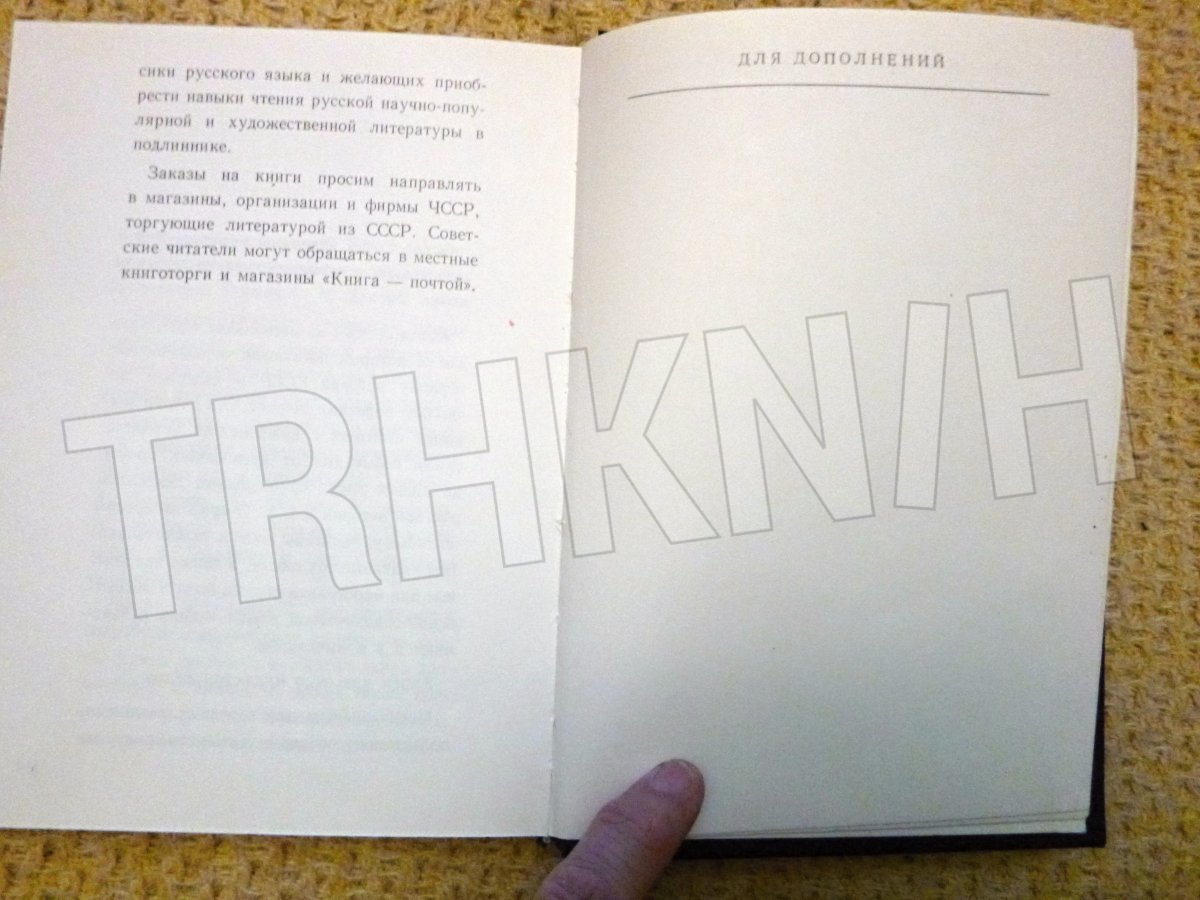 сики русского языка и желающих приоб-
рести навыки чтения русской научно-попу-
лярной и художественной литературы в
подлиннике.
Заказы на книги просим направлять
в магазины, организации и фирмы ЧССР,
торгующие литературой из СССР. Совет-
ские читатели могут обращаться в местные
книготорги и магазины «Книга — почтой».
ДЛЯ ДОПОЛНЕНИЙ
TRHKNIH